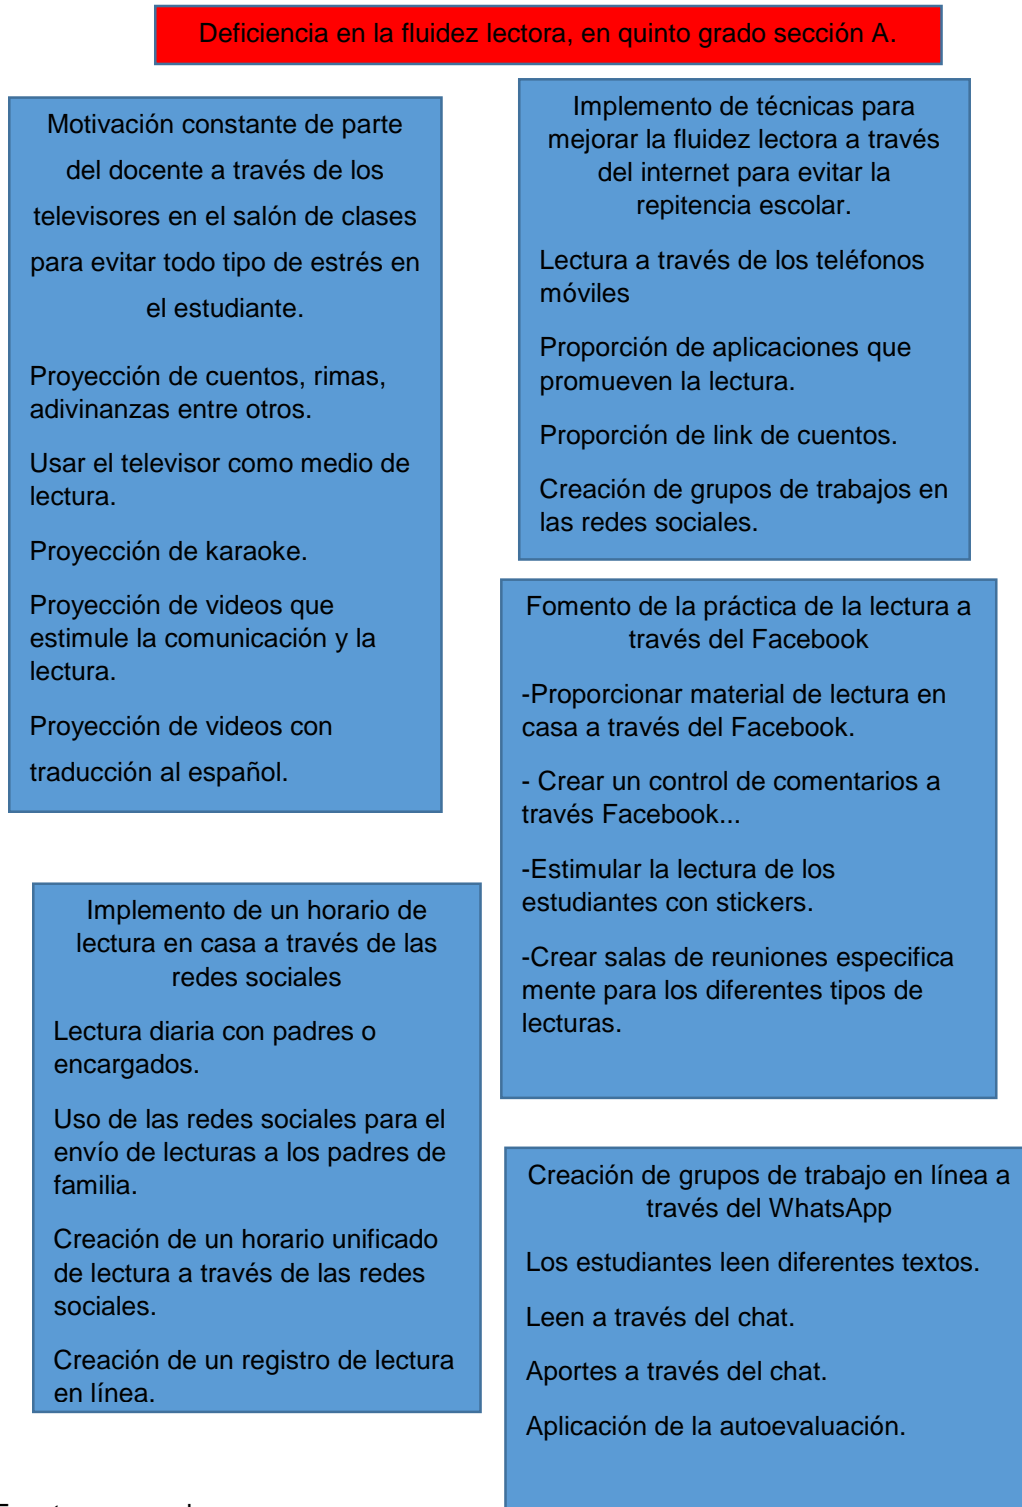 Deficiencia en la fluidez lectora, en quinto grado sección A.
Motivación constante de parte
del docente a través de los
televisores en el salón de clases
para evitar todo tipo de estrés en
el estudiante.
Proyección de cuentos, rimas,
adivinanzas entre otros.
Usar el televisor como medio de
lectura.
Proyección de karaoke.
Proyección de videos que
estimule la comunicación y la
lectura.
Proyección de videos con
traducción al español.
Implemento de técnicas para
mejorar la fluidez lectora a través
del internet para evitar la
repitencia escolar.
Lectura a través de los teléfonos
móviles
Proporción de aplicaciones que
promueven la lectura.
Proporción de link de cuentos.
Creación de grupos de trabajos en
las redes sociales.
Fomento de la práctica de la lectura a
través del Facebook
-Proporcionar material de lectura en
casa a través del Facebook.
- Crear un control de comentarios a
través Facebook...
-Estimular la lectura de los
estudiantes con stickers.
-Crear salas de reuniones especifica
mente para los diferentes tipos de
lecturas.
Implemento de un horario de
lectura en casa a través de las
redes sociales
Lectura diaria con padres o
encargados.
Uso de las redes sociales para el
envío de lecturas a los padres de
familia.
Creación de un horario unificado
de lectura a través de las redes
sociales.
Creación de un registro de lectura
en línea.
Creación de grupos de trabajo en línea a
través del WhatsApp
Los estudiantes leen diferentes textos.
Leen a través del chat.
Aportes a través del chat.
Aplicación de la autoevaluación.